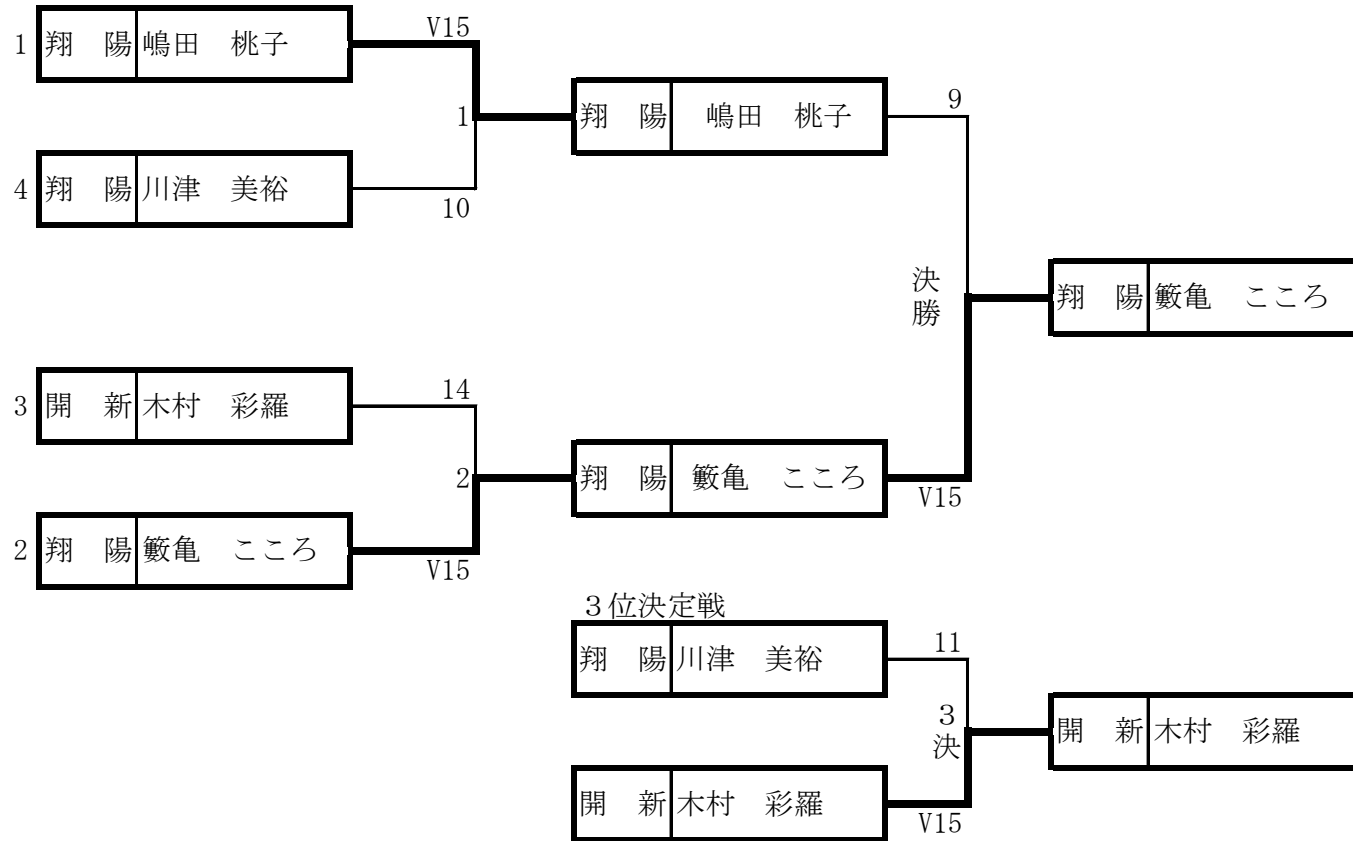 V15
1 翔　陽 嶋田　桃子
9
1 翔　陽 嶋田　桃子
4 翔　陽 川津　美裕
10
決勝
翔　陽 籔亀　こころ
14
3 開　新 木村　彩羅
2 翔　陽 籔亀　こころ
V15
2 翔　陽 籔亀　こころ
V15
３位決定戦
11
翔　陽 川津　美裕
３決
開　新 木村　彩羅
開　新 木村　彩羅
V15